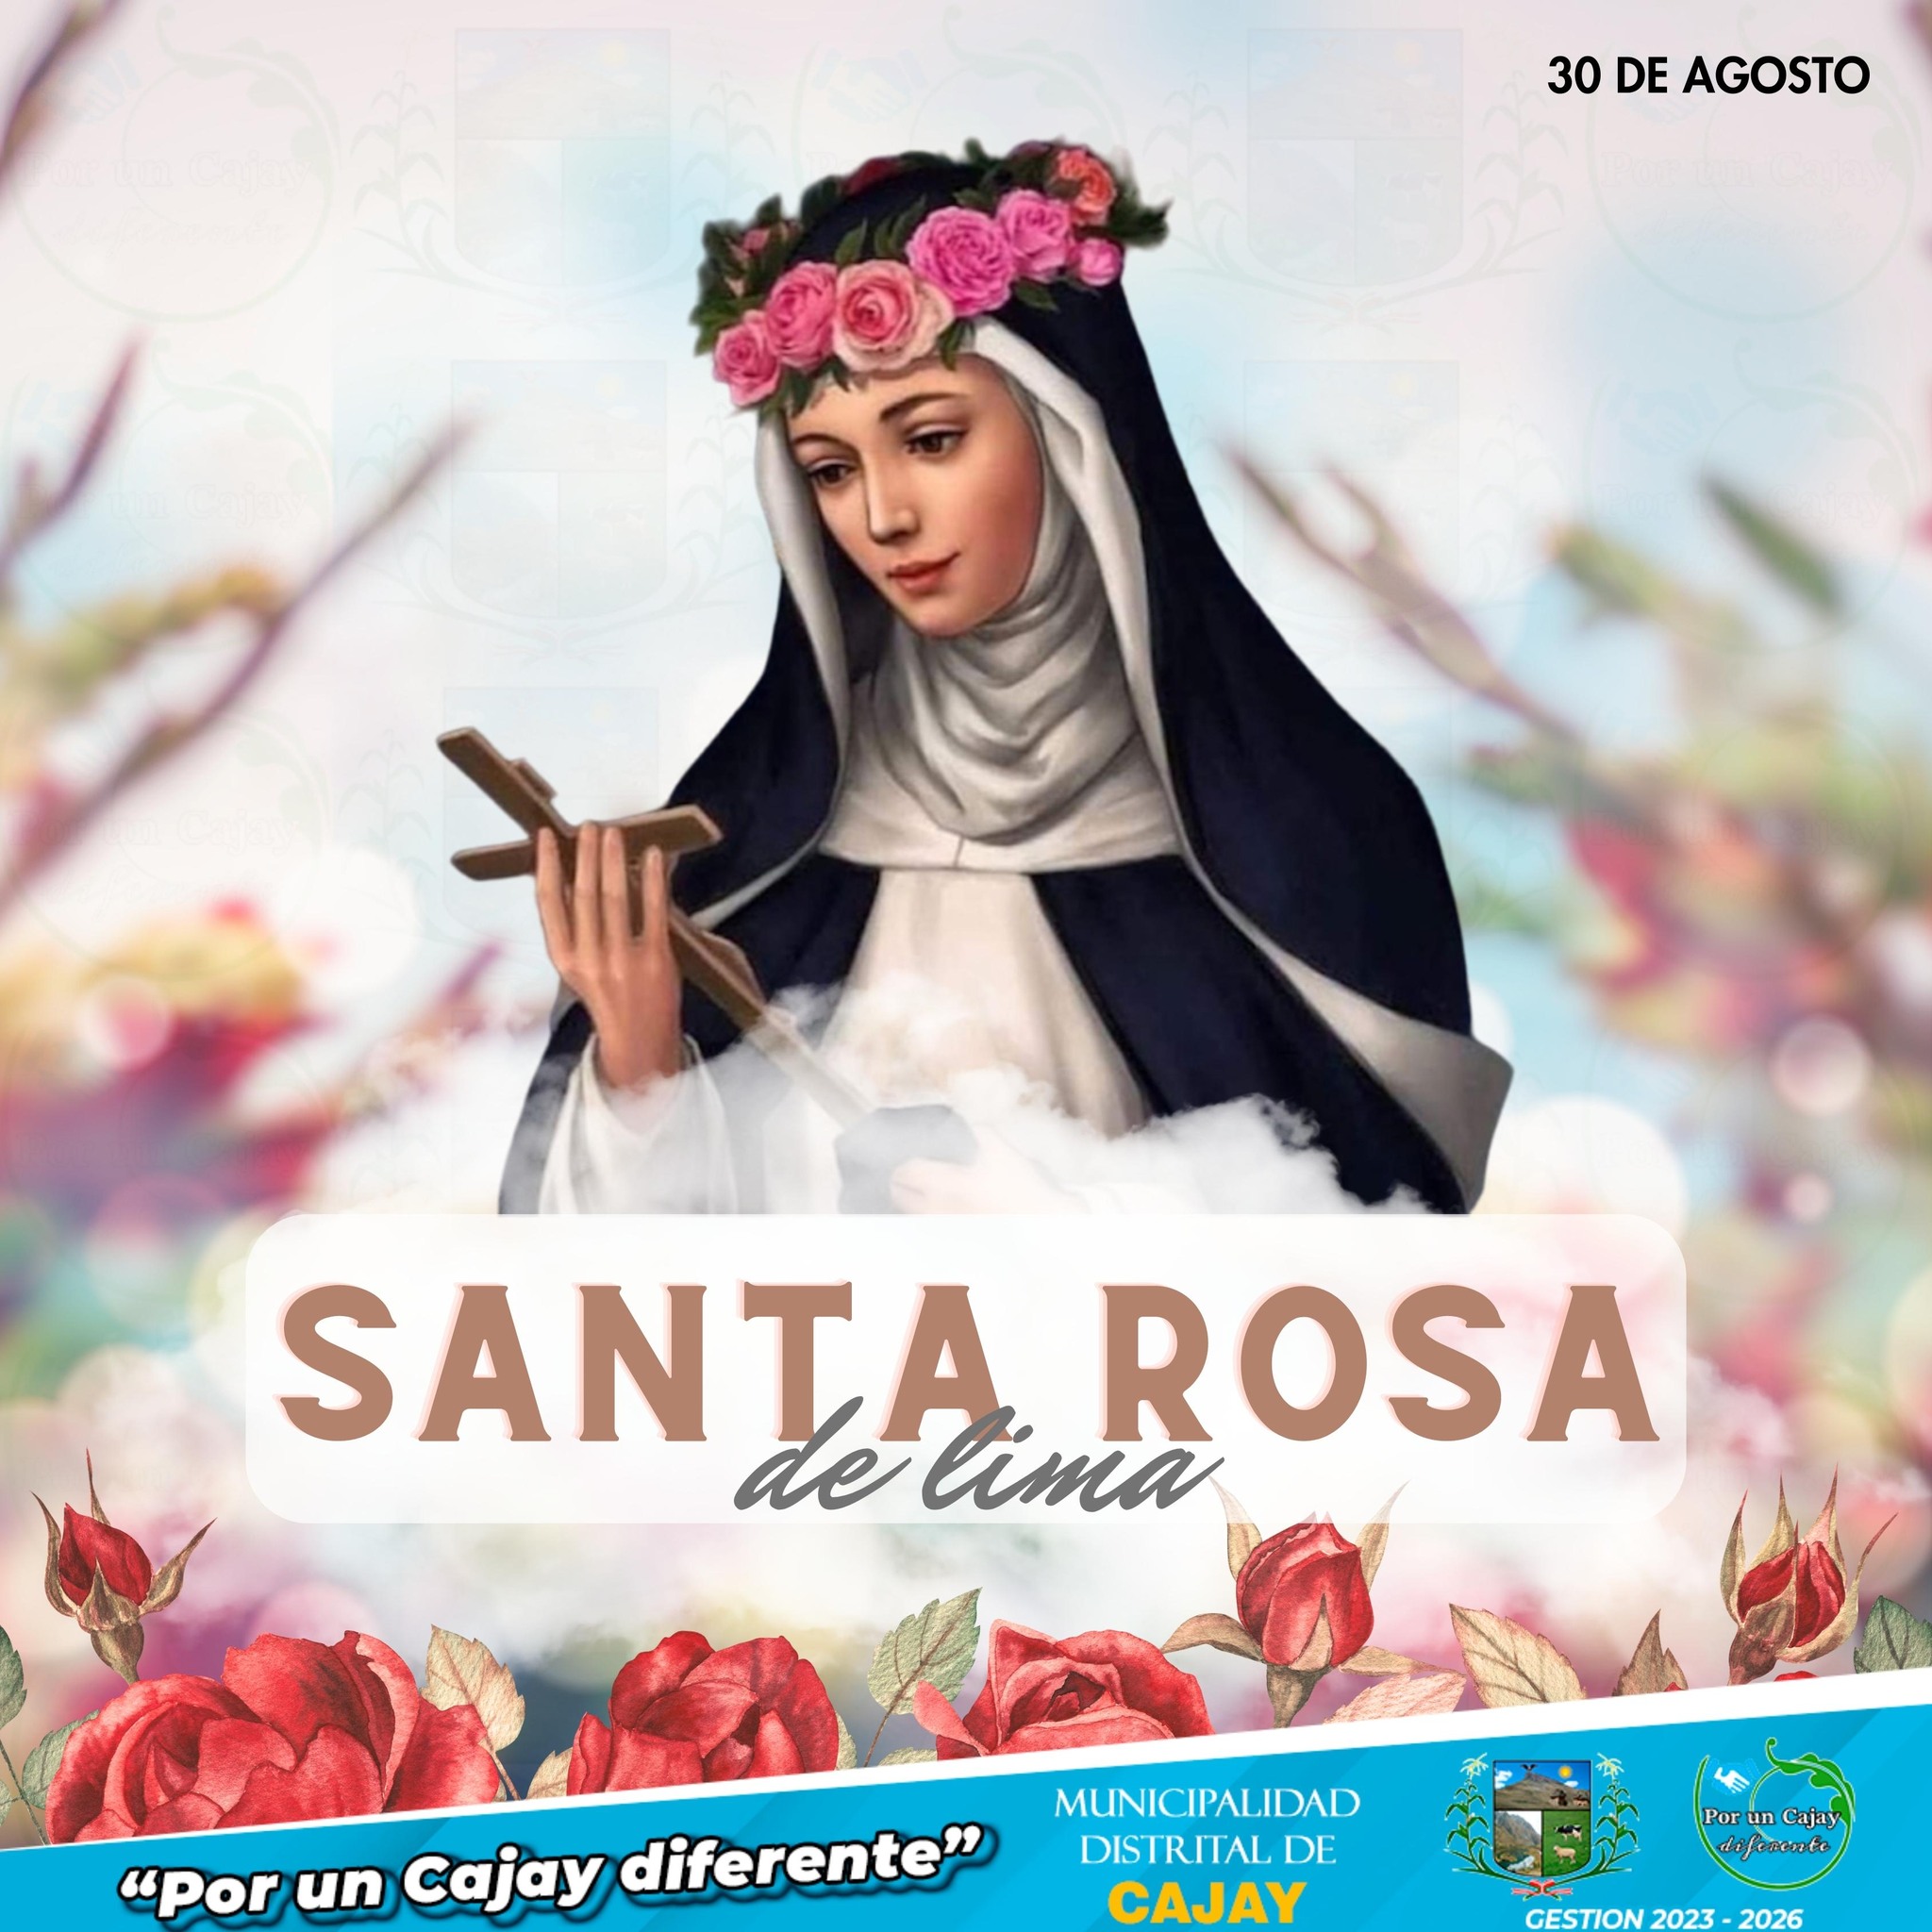 30 DE AGOSTO
SANTA ROSA
de lima
“Por un Cajay diferente”
MUNICIPALIDAD
DISTRITAL DE
CAJAY
Por un Cajay
diferente
GESTION 2023 - 2026